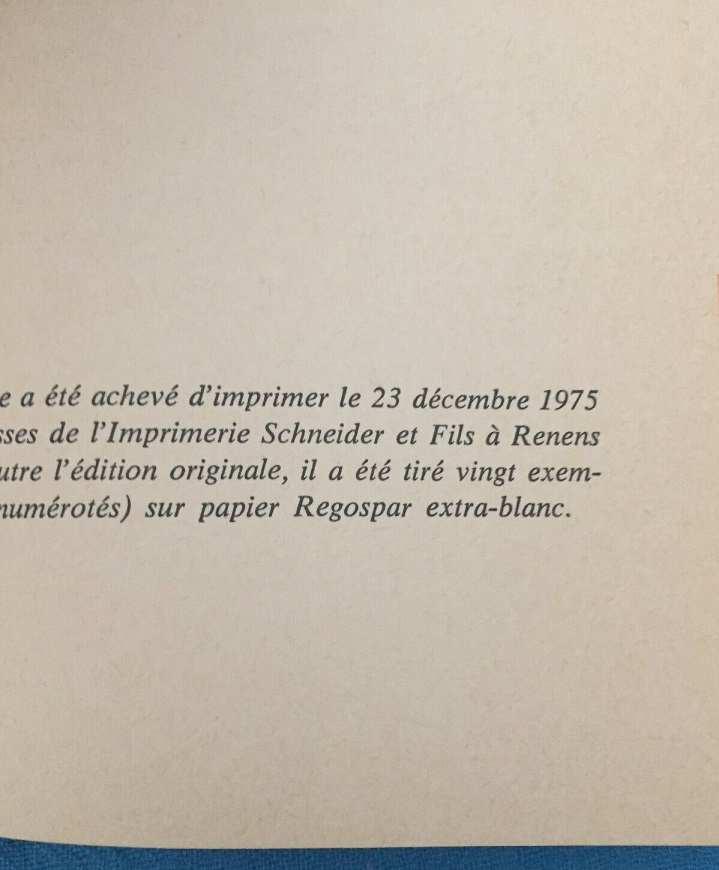 e a été achevé d'imprimer le 23 décembre 1975
sses de l'Imprimerie Schneider et Fils à Renens
utre l'édition originale, il a été tiré vingt exem-
numérotés) sur papier Regospar extra-blanc.